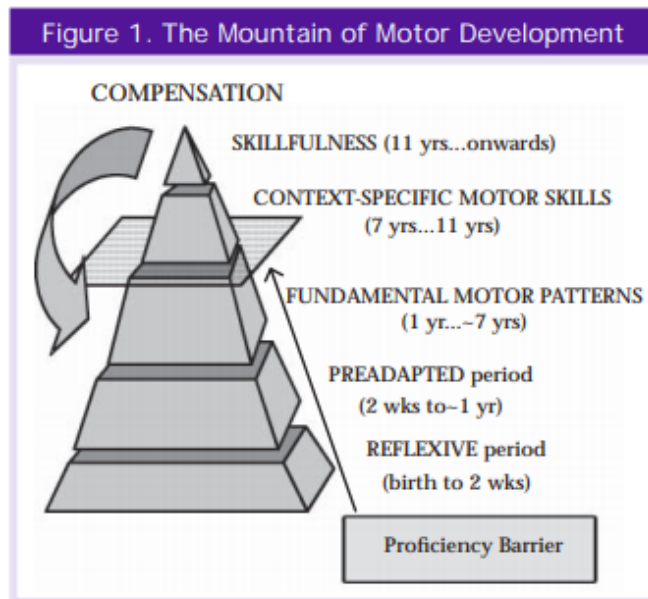 Figure 1. The Mountain of Motor Development
COMPENSATION
SKILLFULNESS (11 yrs...onwards)
CONTEXT-SPECIFIC MOTOR SKILLS
(7 yrs...11 yrs)
FUNDAMENTAL MOTOR PATTERNS
(1 yr...~7 yrs)
PREADAPTED period
(2 wks to~1 yr)
REFLEXIVE period
(birth to 2 wks)
Proficiency Barrier